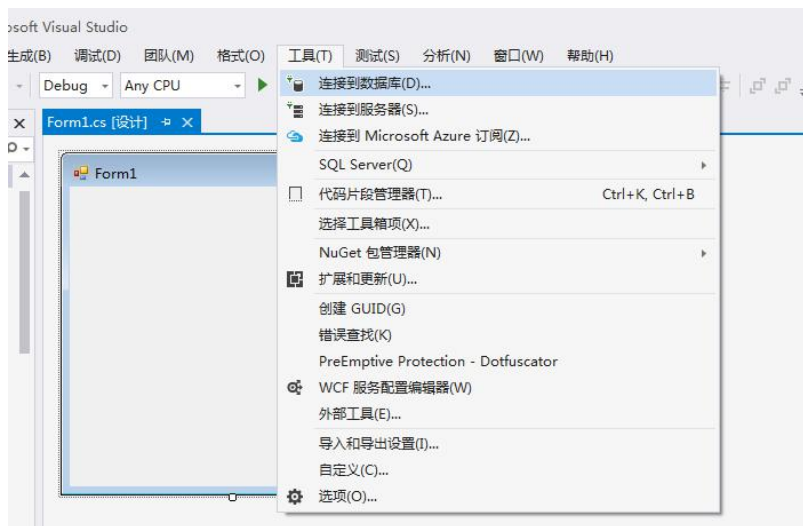 osoft Visual Studio
生成(B) 调试(D) 团队(M) 格式(O) 工具(T) 测试(S) 分析(N) 窗口(W) 帮助(H)
Debug Any CPU
Form1.cs [设计]
Form1
连接到数据库(D)...
连接到服务器(S)...
连接到 Microsoft Azure 订阅(Z)...
SQL Server(Q)
代码片段管理器(T)... Ctrl+K, Ctrl+B
选择工具箱项(X)...
NuGet 包管理器(N)
扩展和更新(U)...
创建 GUID(G)
错误查找(K)
PreEmptive Protection - Dotfuscator
WCF 服务配置编辑器(W)
外部工具(E)...
导入和导出设置(I)...
自定义(C)...
选项(O)...